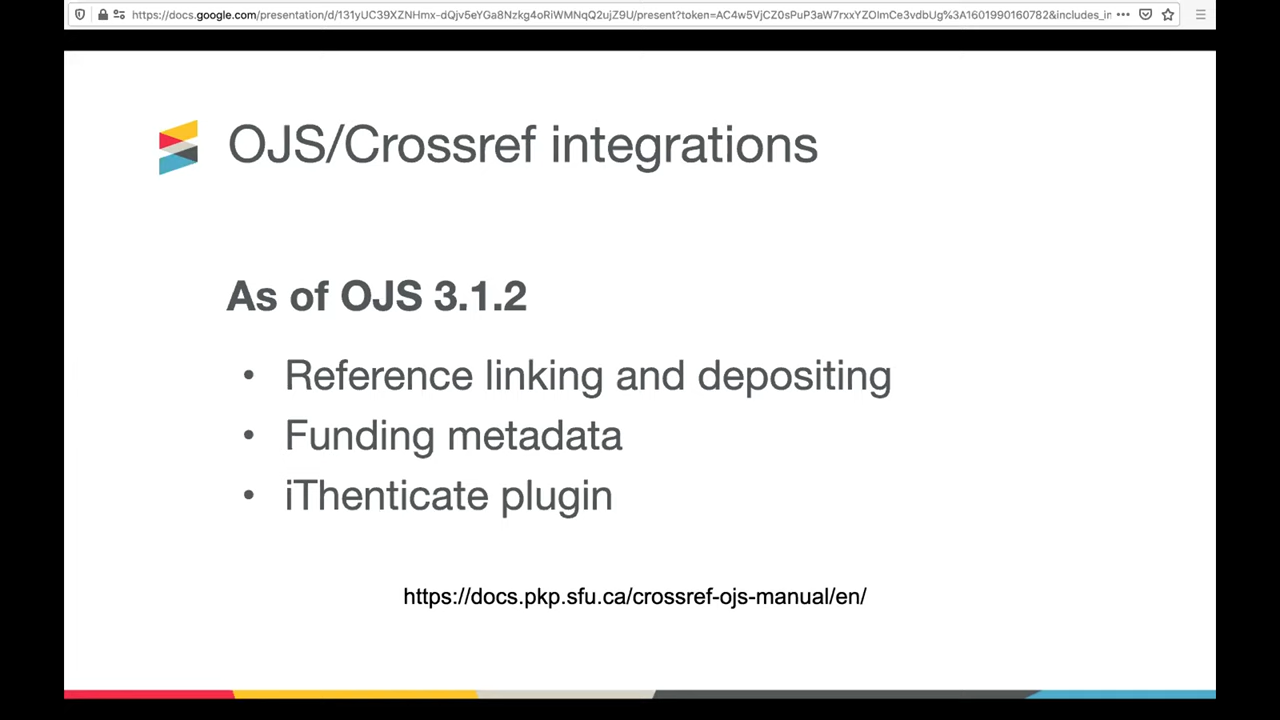 https://docs.google.com/presentation/d/131yUC39XZNHmx-dQjv5eYGa8Nzkg4oRiWMNqQ2ujZ9U/present?token=AC4w5VjCZ0sPuP3aW7rxxYZOlmCe3vdbUg%3A1601990160782&includes_in
OJS/Crossref integrations
As of OJS 3.1.2
• Reference linking and depositing
• Funding metadata
• iThenticate plugin
https://docs.pkp.sfu.ca/crossref-ojs-manual/en/